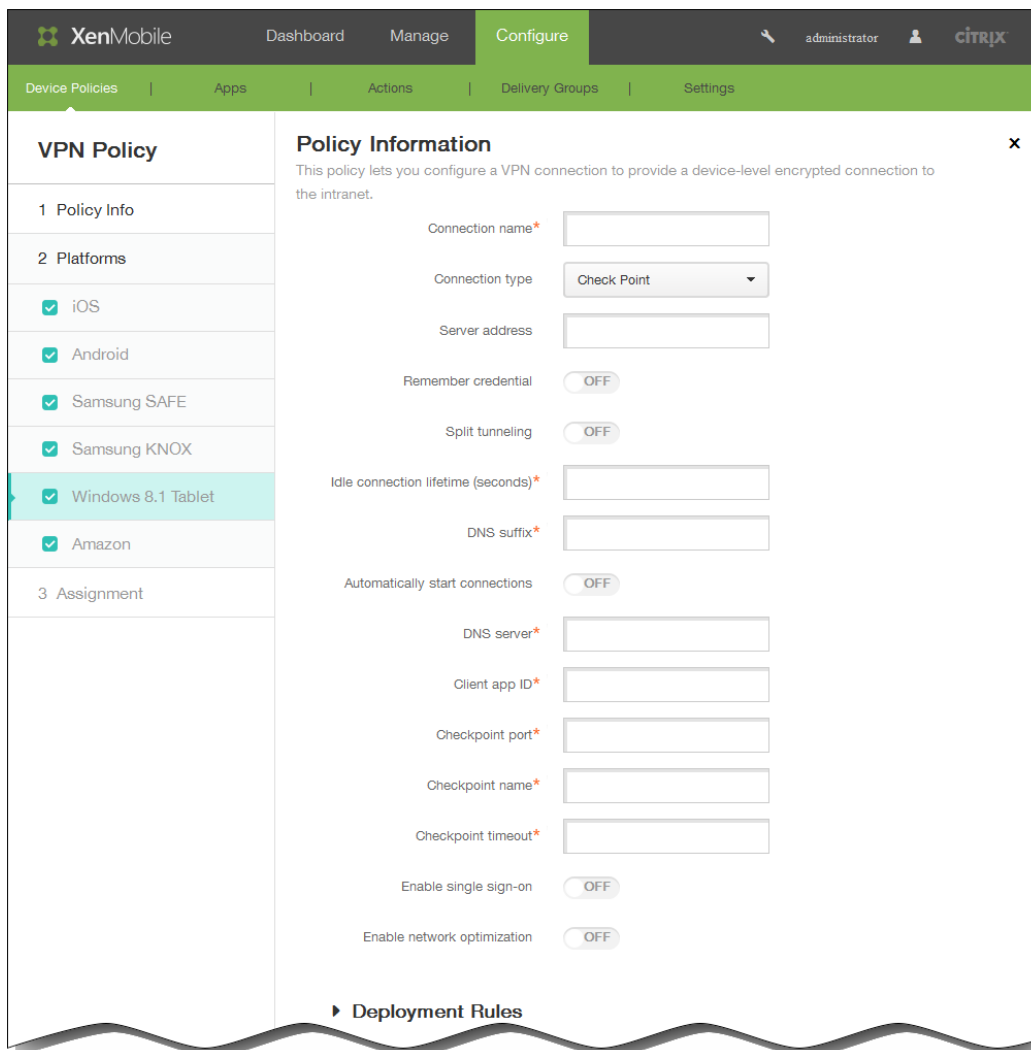 XenMobile Dashboard Manage Configure administrator CITRIX
Device Policies | Apps | Actions | Delivery Groups | Settings
VPN Policy
1 Policy Info
2 Platforms
iOS
Android
Samsung SAFE
Samsung KNOX
Windows 8.1 Tablet
Amazon
3 Assignment
Policy Information
This policy lets you configure a VPN connection to provide a device-level encrypted connection to
the intranet.
Connection name*
Connection type Check Point
Server address
Remember credential OFF
Split tunneling OFF
Idle connection lifetime (seconds)*
DNS suffix*
Automatically start connections OFF
DNS server*
Client app ID*
Checkpoint port*
Checkpoint name*
Checkpoint timeout*
Enable single sign-on OFF
Enable network optimization OFF
Deployment Rules